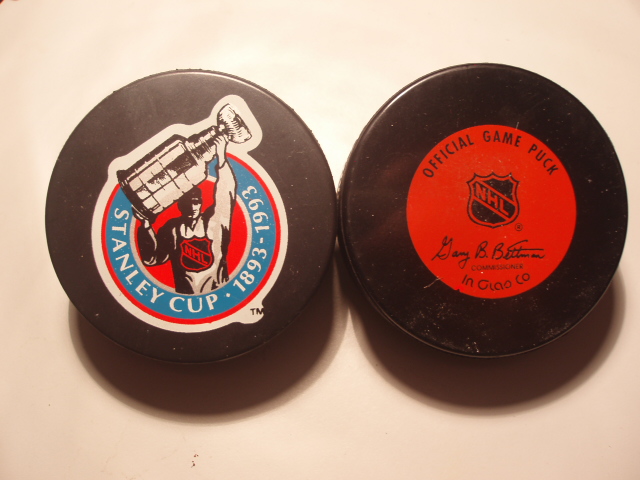 STANLEY CUP · 1893-1993
NHL
TM
OFFICIAL GAME PUCK
NHL
®
Gary B. Bettman
COMMISSIONER
In Glas Co